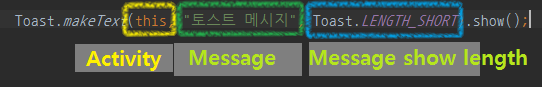 Toast.makeText(this, "토스트 메시지", Toast.LENGTH_SHORT).show();
Activity Message Message show length